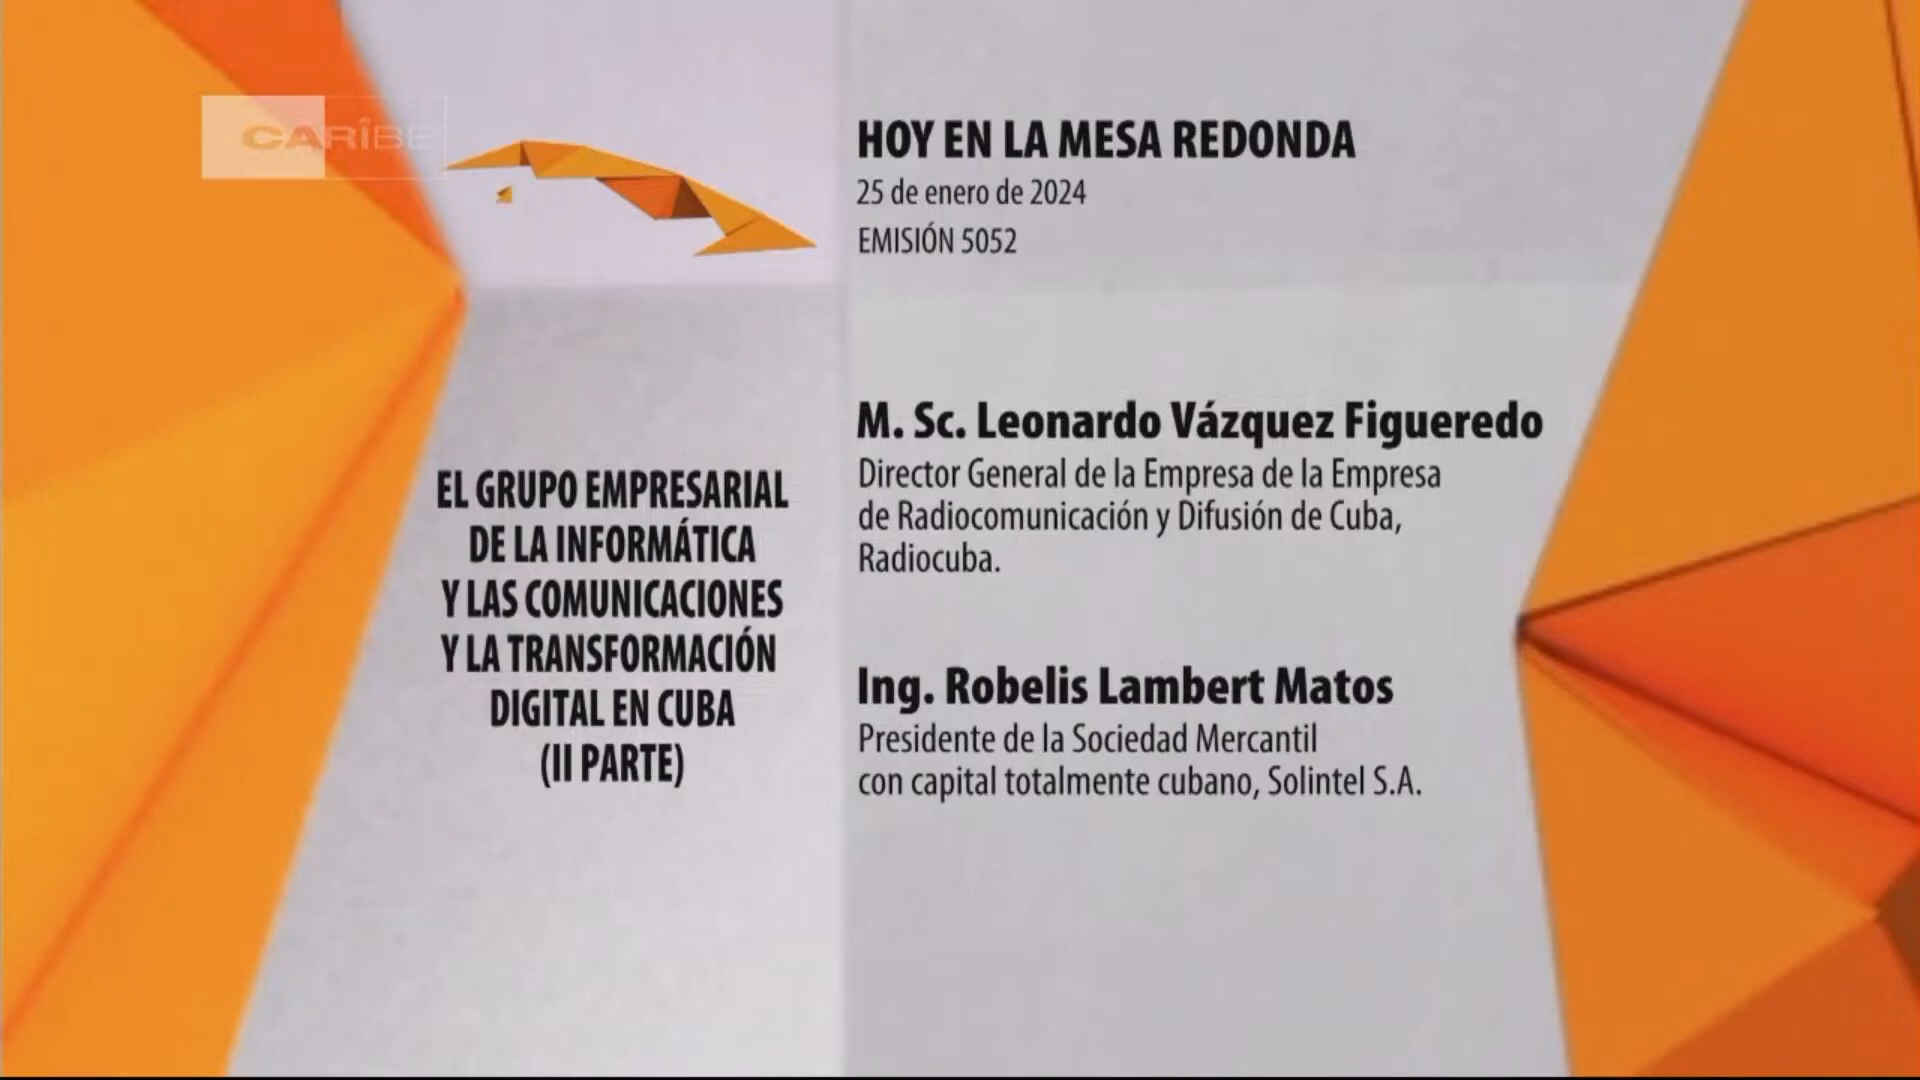 CARIBE
HOY EN LA MESA REDONDA
25 de enero de 2024
EMISIÓN 5052
EL GRUPO EMPRESARIAL
DE LA INFORMÁTICA
Y LAS COMUNICACIONES
Y LA TRANSFORMACIÓN
DIGITAL EN CUBA
(II PARTE)
M. Sc. Leonardo Vázquez Figueredo
Director General de la Empresa de la Empresa
de Radiocomunicación y Difusión de Cuba,
Radiocuba.
Ing. Robelis Lambert Matos
Presidente de la Sociedad Mercantil
con capital totalmente cubano, Solintel S.A.